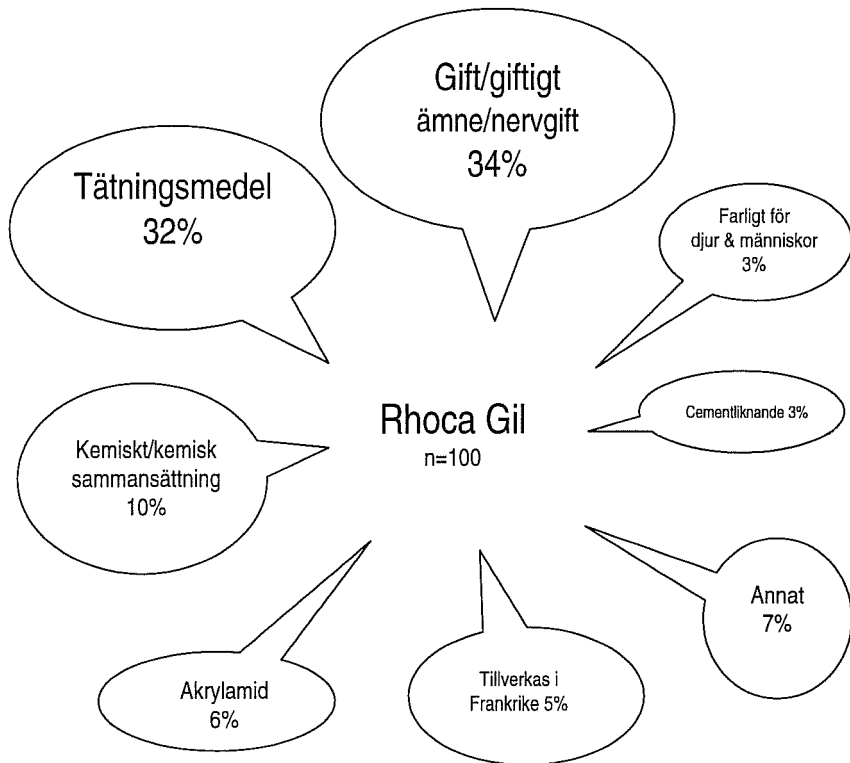 Gift/giftigt
ämne/nervgift
34%
Tätningsmedel
32%
Farligt för
djur & människor
3%
Rhoca Gil
n=100
Cementliknande 3%
Kemiskt/kemisk
sammansättning
10%
Annat
7%
Akrylamid
6%
Tillverkas i
Frankrike 5%